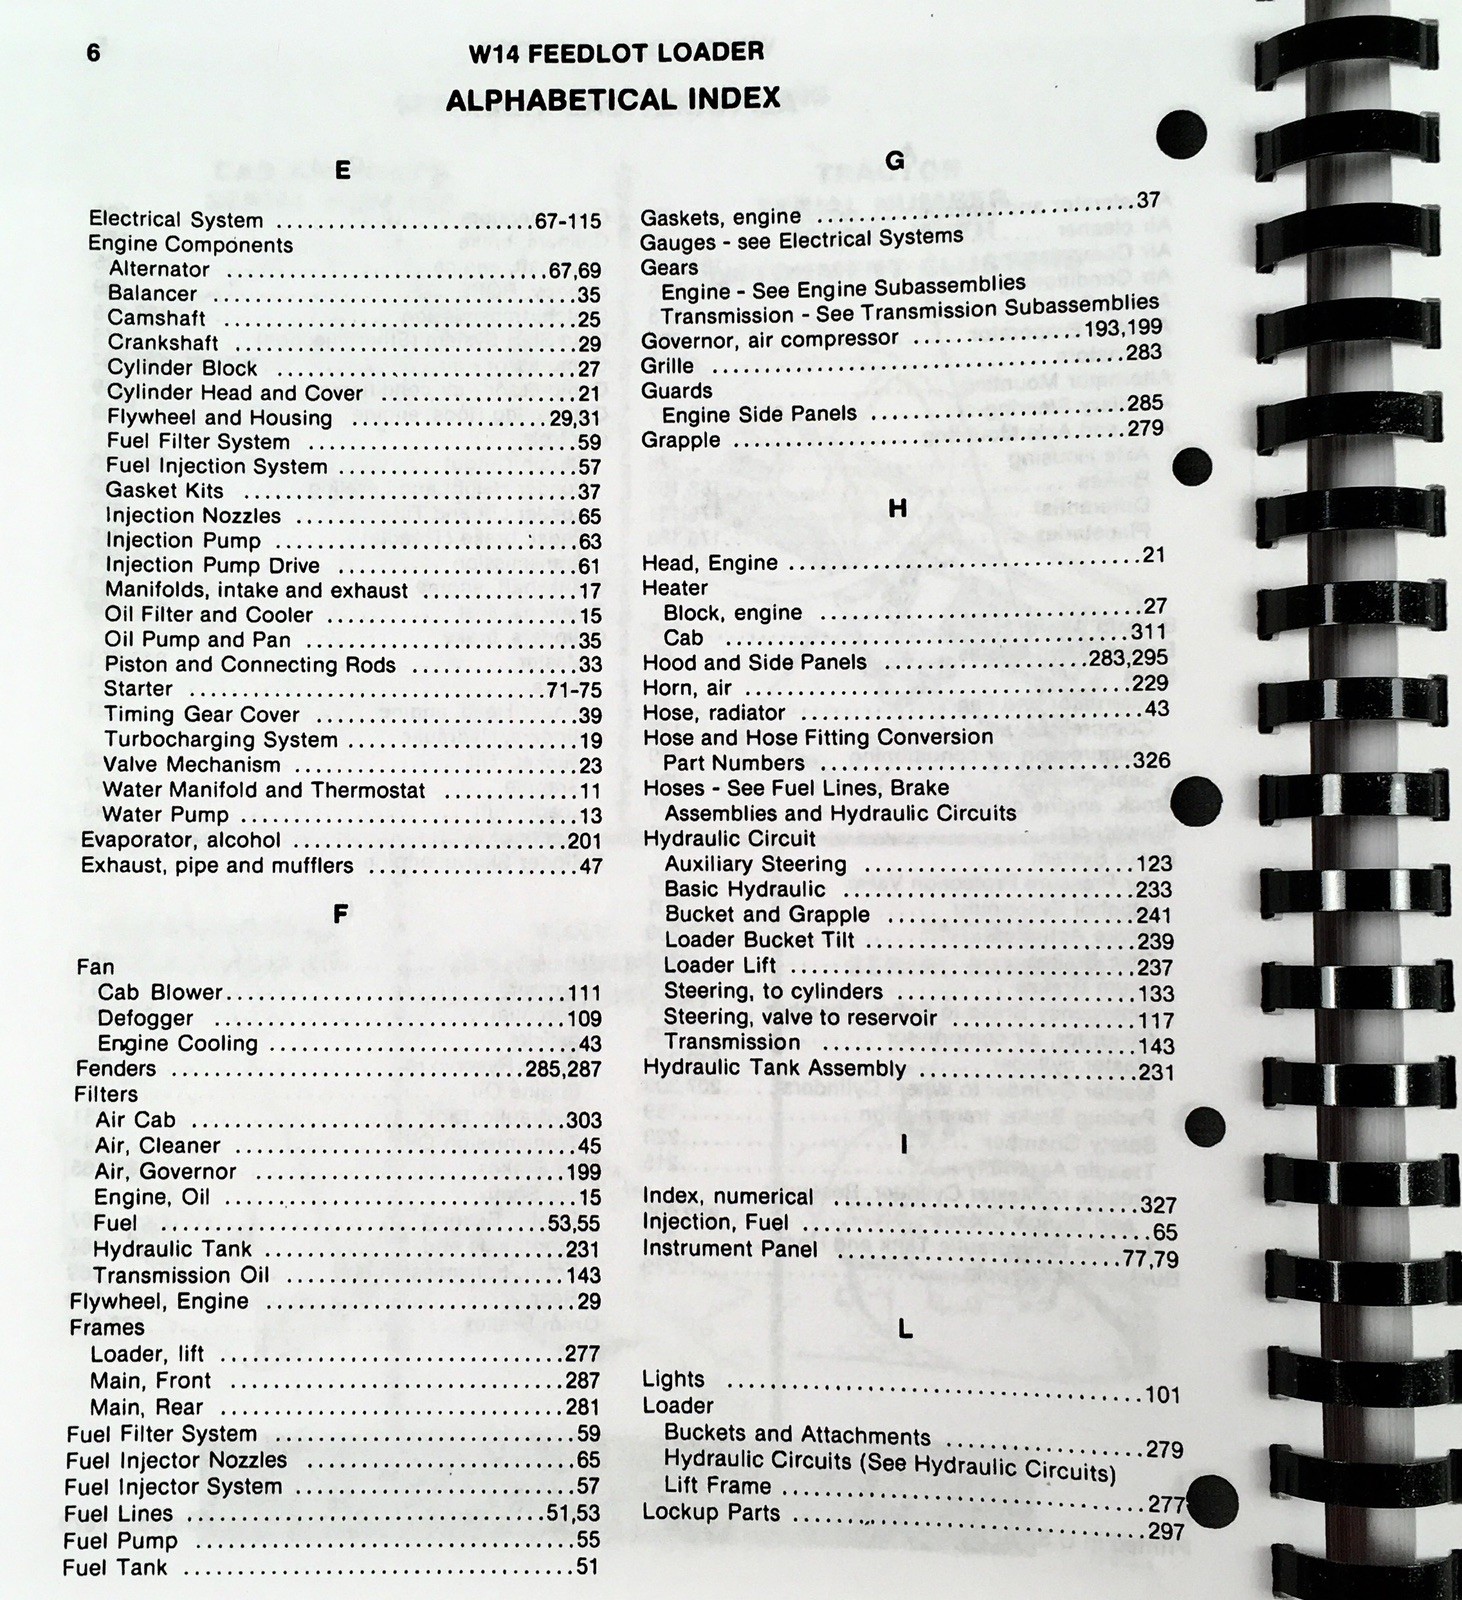 6
W14 FEEDLOT LOADER
ALPHABETICAL INDEX
E
Electrical System ........................67-115
Engine Components
Alternator ..............................67,69
Balancer ..................................35
Camshaft .................................25
Crankshaft .................................29
Cylinder Block .............................27
Cylinder Head and Cover ....................21
Flywheel and Housing ...................29,31
Fuel Filter System .........................59
Fuel Injection System .......................57
Gasket Kits ................................37
Injection Nozzles ...........................65
Injection Pump .............................63
Injection Pump Drive .......................61
Manifolds, intake and exhaust ...............17
Oil Filter and Cooler ........................15
Oil Pump and Pan ..........................35
Piston and Connecting Rods ................33
Starter .................................71-75
Timing Gear Cover .........................39
Turbocharging System ......................19
Valve Mechanism ...........................23
Water Manifold and Thermostat .............11
Water Pump ................................13
Evaporator, alcohol ..........................201
Exhaust, pipe and mufflers ....................47
F
Fan
Cab Blower................................111
Defogger .................................109
Engine Cooling .............................43
Fenders .................................285,287
Filters
Air Cab ...................................303
Air, Cleaner ................................45
Air, Governor .............................199
Engine, Oil .................................15
Fuel .....................................53,55
Hydraulic Tank .............................231
Transmission Oil ..........................143
Flywheel, Engine .............................29
Frames
Loader, lift ................................277
Main, Front ...............................287
Main, Rear ................................281
Fuel Filter System ............................59
Fuel Injector Nozzles .........................65
Fuel Injector System ..........................57
Fuel Lines .................................51,53
Fuel Pump ...................................55
Fuel Tank ....................................51
G
Gaskets, engine ..............................37
Gauges - see Electrical Systems
Gears
Engine - See Engine Subassemblies
Transmission - See Transmission Subassemblies
Governor, air compressor ................193,199
Grille .......................................283
Guards
Engine Side Panels ........................285
Grapple .....................................279
H
Head, Engine .................................21
Heater
Block, engine ..............................27
Cab ......................................311
Hood and Side Panels ...................283,295
Horn, air ....................................229
Hose, radiator ................................43
Hose and Hose Fitting Conversion
Part Numbers .............................326
Hoses - See Fuel Lines, Brake
Assemblies and Hydraulic Circuits
Hydraulic Circuit
Auxiliary Steering .........................123
Basic Hydraulic ...........................233
Bucket and Grapple .......................241
Loader Bucket Tilt .........................239
Loader Lift ................................237
Steering, to cylinders ......................133
Steering, valve to reservoir .................117
Transmission .............................143
Hydraulic Tank Assembly .....................231
I
Index, numerical .............................327
Injection, Fuel ................................65
Instrument Panel ..........................77,79
L
Lights .......................................101
Loader
Buckets and Attachments ..................279
Hydraulic Circuits (See Hydraulic Circuits)
Lift Frame .................................277
Lockup Parts .................................297